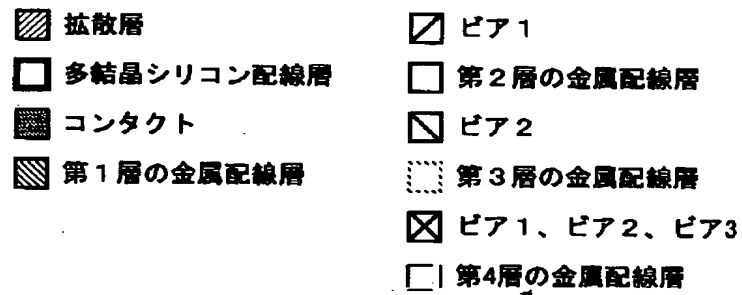 拡散層
多結晶シリコン配線層
コンタクト
第１層の金属配線層
ビア１
第２層の金属配線層
ビア２
第３層の金属配線層
ビア１、ビア２、ビア3
第4層の金属配線層